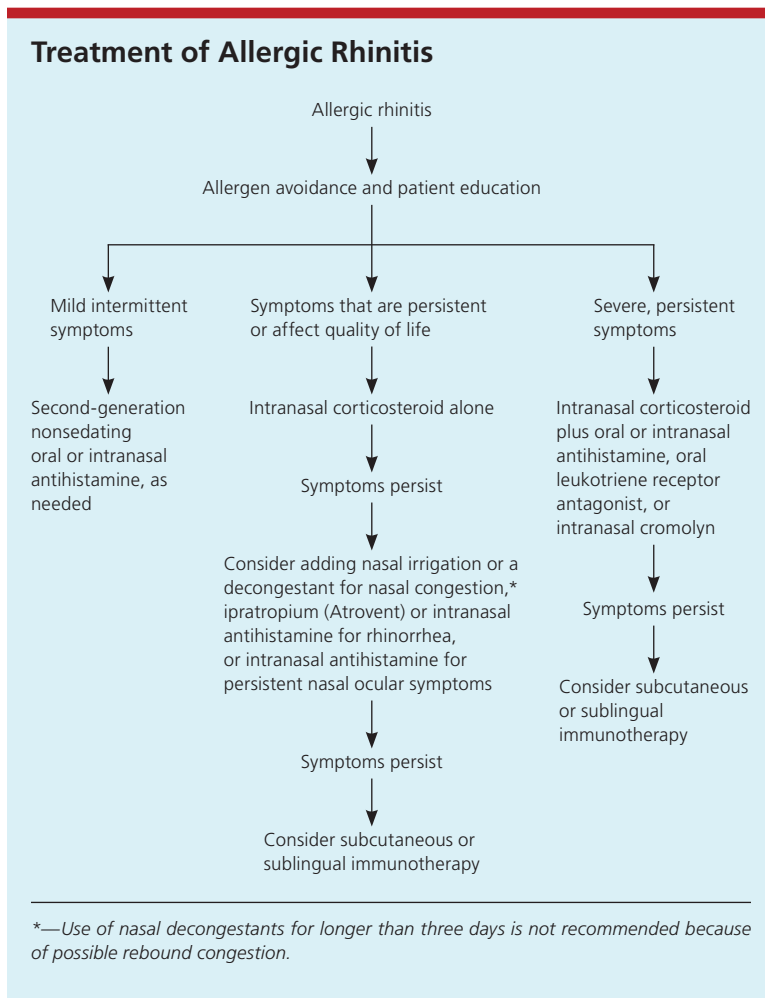 Treatment of Allergic Rhinitis
Allergic rhinitis
Allergen avoidance and patient education
Mild intermittent
symptoms
Second-generation
nonsedating
oral or intranasal
antihistamine, as
needed
Symptoms that are persistent
or affect quality of life
Intranasal corticosteroid alone
Symptoms persist
Consider adding nasal irrigation or a
decongestant for nasal congestion,*
ipratropium (Atrovent) or intranasal
antihistamine for rhinorrhea,
or intranasal antihistamine for
persistent nasal ocular symptoms
Symptoms persist
Consider subcutaneous or
sublingual immunotherapy
Severe, persistent
symptoms
Intranasal corticosteroid
plus oral or intranasal
antihistamine, oral
leukotriene receptor
antagonist, or
intranasal cromolyn
Symptoms persist
Consider subcutaneous
or sublingual
immunotherapy
*—Use of nasal decongestants for longer than three days is not recommended because
of possible rebound congestion.